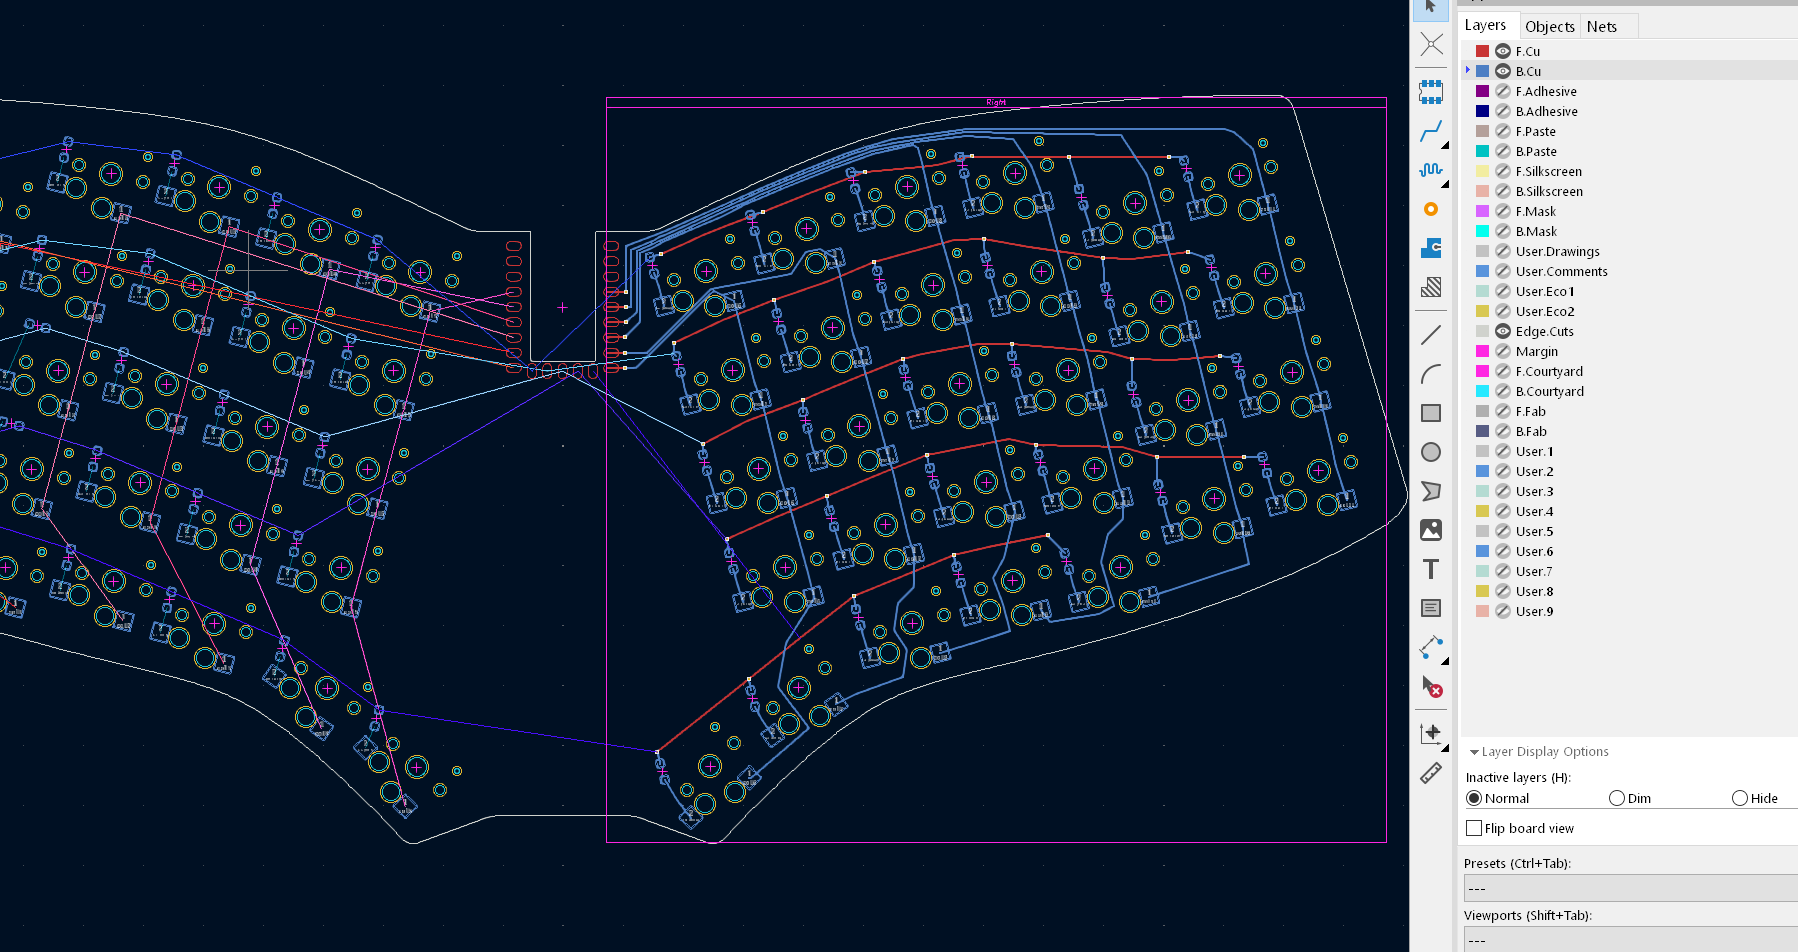 Layers Objects Nets
F.Cu
B.Cu
F.Adhesive
B.Adhesive
F.Paste
B.Paste
F.Silkscreen
B.Silkscreen
F.Mask
B.Mask
User.Drawings
User.Comments
User.Eco1
User.Eco2
Edge.Cuts
Margin
F.Courtyard
B.Courtyard
F.Fab
B.Fab
User.1
User.2
User.3
User.4
User.5
User.6
User.7
User.8
User.9
Layer Display Options
Inactive layers (H):
Normal Dim Hide
Flip board view
Presets (Ctrl+Tab):
---
Viewports (Shift+Tab):
---
Right